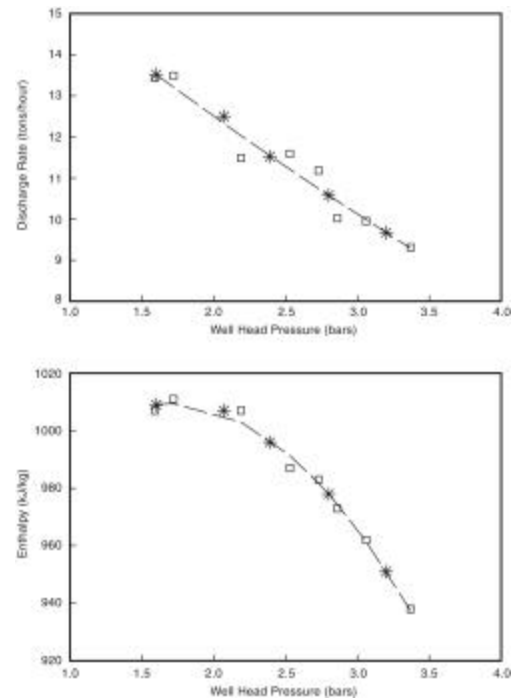 15
14
13
12
11
10
9
8
Discharge Rate (tons/hour)
1.0 1.5 2.0 2.5 3.0 3.5 4.0
Well Head Pressure (bars)
1020
1000
980
960
940
920
Enthalpy (kJ/kg)
1.0 1.5 2.0 2.5 3.0 3.5 4.0
Well Head Pressure (bars)